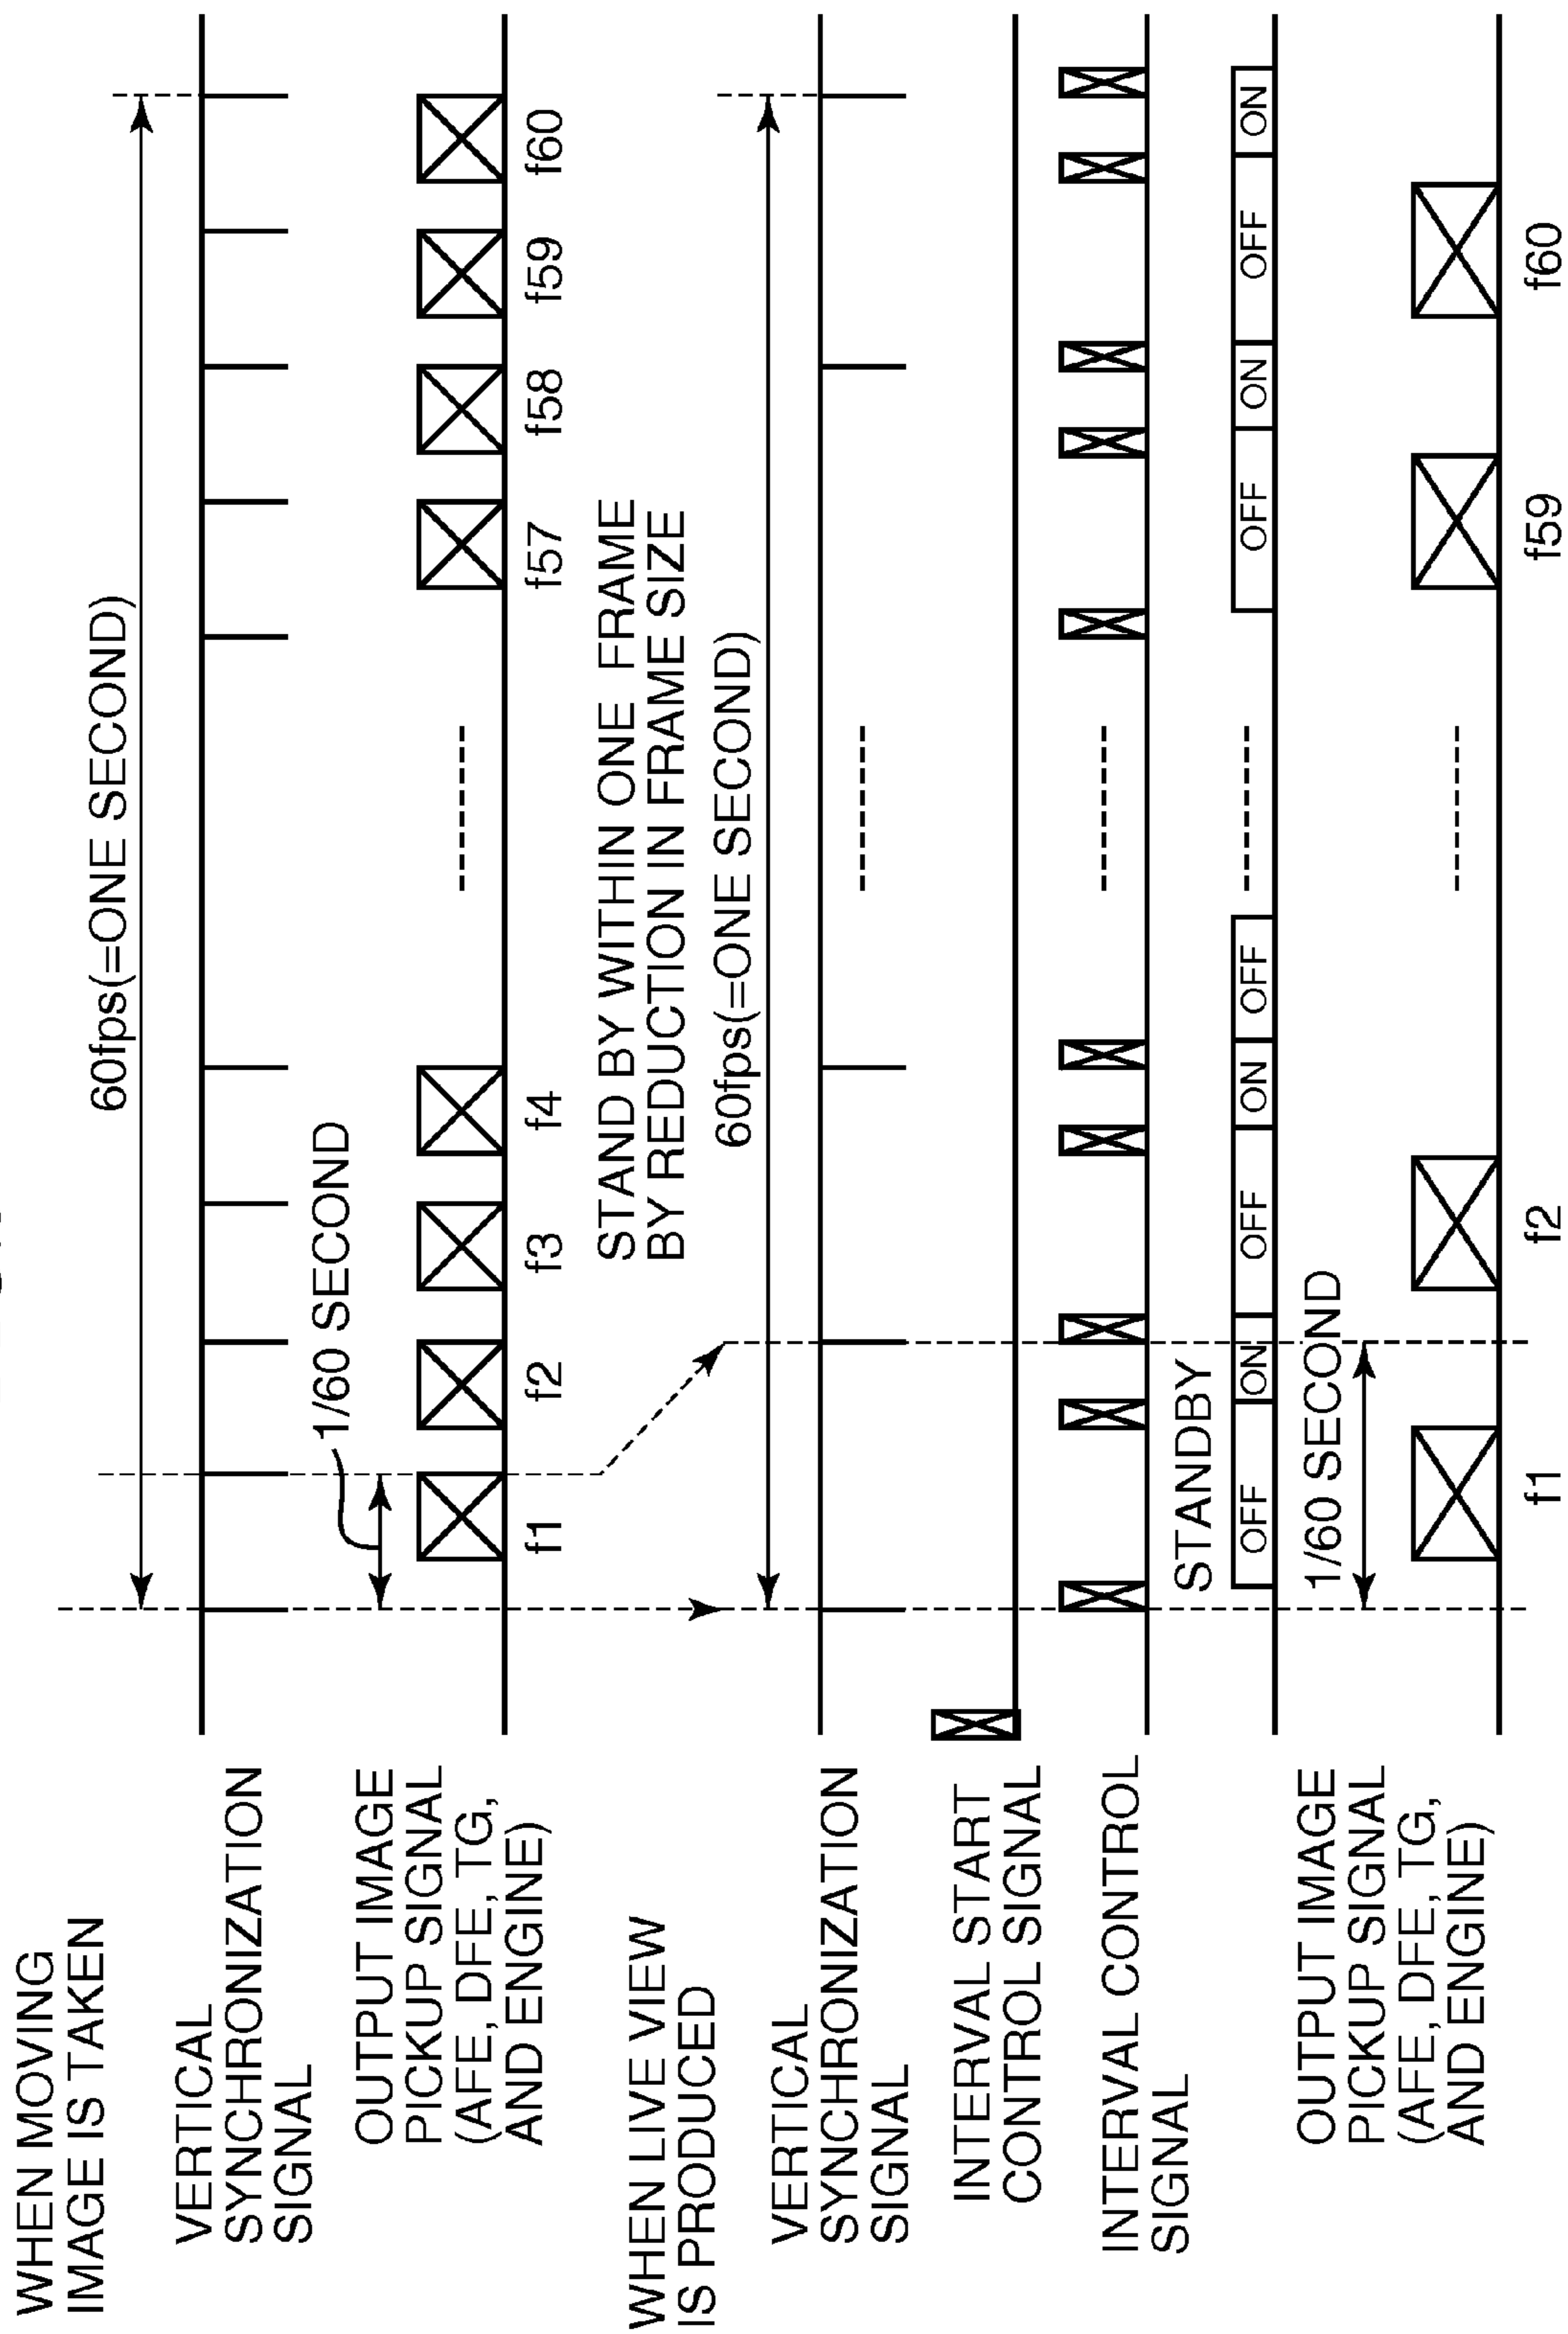 WHEN MOVING
IMAGE IS TAKEN
60fps(=ONE SECOND)
VERTICAL
SYNCHRONIZATION
SIGNAL
1/60 SECOND
OUTPUT IMAGE
PICKUP SIGNAL
(AFE, DFE, TG,
AND ENGINE)
f1
f2
f3
f4
f57
f58
f59
f60
STAND BY WITHIN ONE FRAME
BY REDUCTION IN FRAME SIZE
WHEN LIVE VIEW
IS PRODUCED
60fps(=ONE SECOND)
VERTICAL
SYNCHRONIZATION
SIGNAL
INTERVAL START
CONTROL SIGNAL
INTERVAL CONTROL
SIGNAL
STANDBY
OFF
ON
OFF
ON
OFF
OFF
ON
OFF
ON
1/60 SECOND
OUTPUT IMAGE
PICKUP SIGNAL
(AFE, DFE, TG,
AND ENGINE)
f1
f2
f59
f60